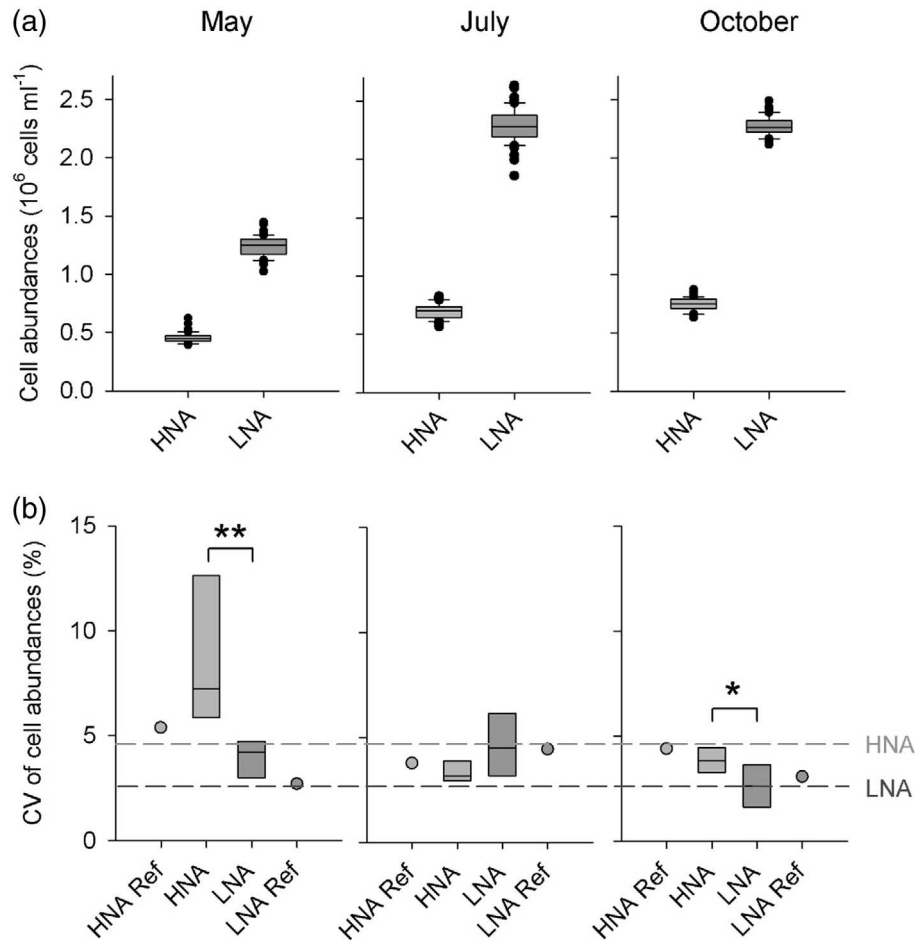 (a)
May
July
October
Cell abundances (10⁶ cells ml⁻¹)
2.5
2.0
1.5
1.0
0.5
0.0
HNA
LNA
HNA
LNA
HNA
LNA
(b)
CV of cell abundances (%)
15
10
5
0
**
*
HNA
LNA
HNA Ref
HNA
LNA
LNA Ref
HNA Ref
HNA
LNA
LNA Ref
HNA Ref
HNA
LNA
LNA Ref